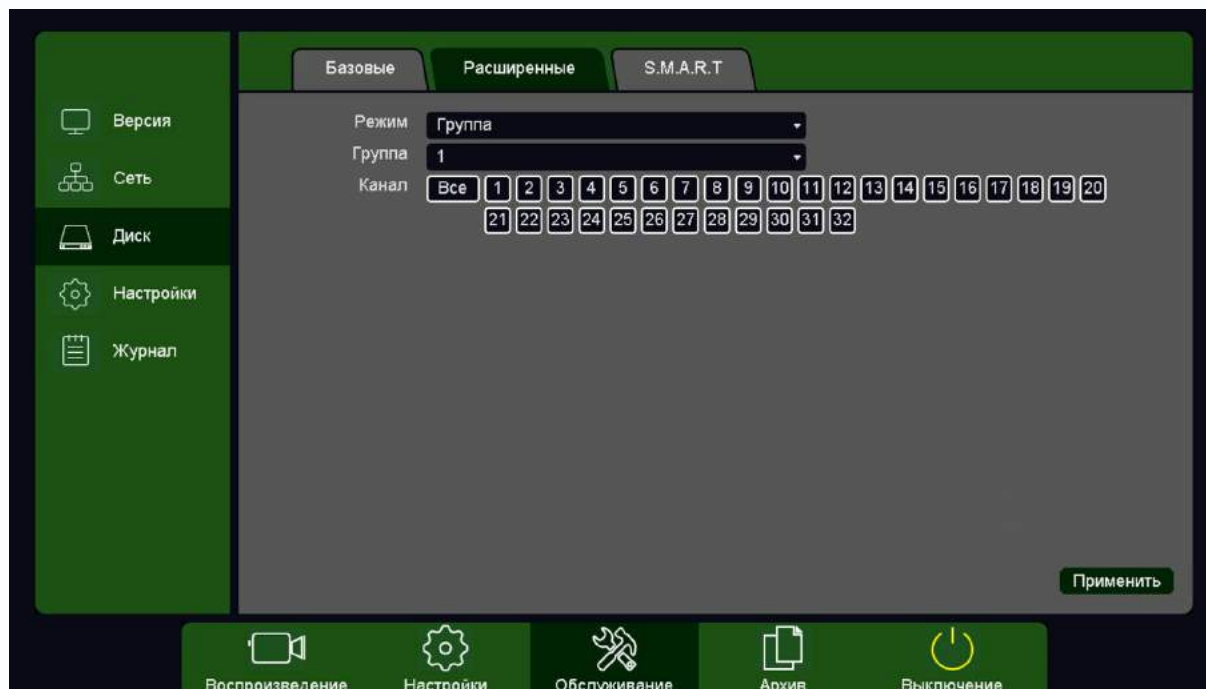 Базовые Расширенные S.M.A.R.T
Версия
Сеть
Диск
Настройки
Журнал
Режим Группа
Группа 1
Канал Все 1 2 3 4 5 6 7 8 9 10 11 12 13 14 15 16 17 18 19 20
21 22 23 24 25 26 27 28 29 30 31 32
Применить
Воспроизведение Настройки Обслуживание Архив Выключение